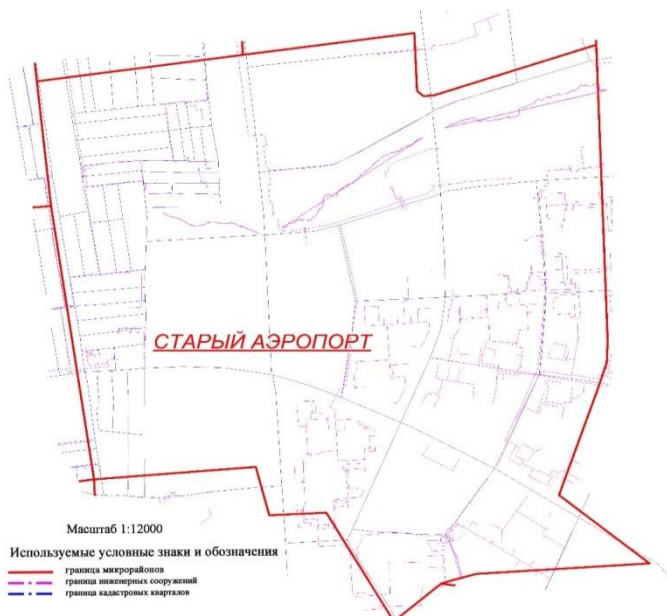 СТАРЫЙ АЭРОПОРТ
Масштаб 1:12000
Используемые условные знаки и обозначения
граница микрорайонов
граница инженерных сооружений
граница кадастровых кварталов